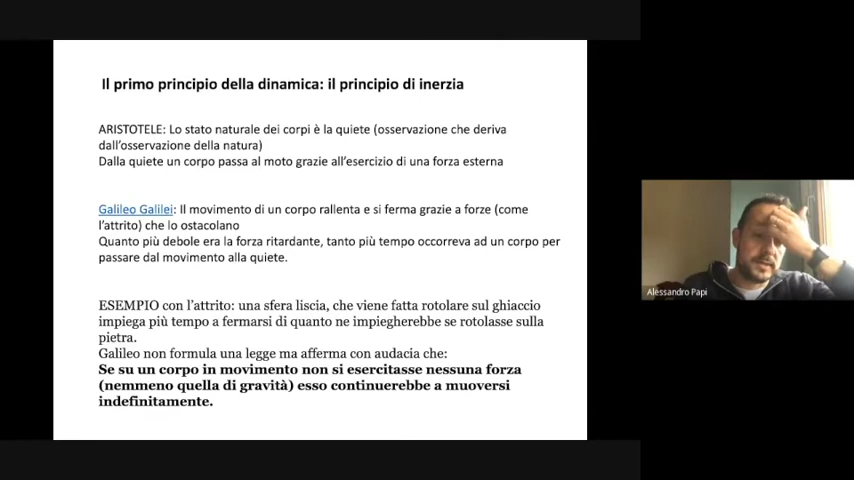 Il primo principio della dinamica: il principio di inerzia
ARISTOTELE: Lo stato naturale dei corpi è la quiete (osservazione che deriva
dall'osservazione della natura)
Dalla quiete un corpo passa al moto grazie all'esercizio di una forza esterna
Galileo Galilei: Il movimento di un corpo rallenta e si ferma grazie a forze (come
l'attrito) che lo ostacolano
Quanto più debole era la forza ritardante, tanto più tempo occorreva ad un corpo per
passare dal movimento alla quiete.
ESEMPIO con l'attrito: una sfera liscia, che viene fatta rotolare sul ghiaccio
impiega più tempo a fermarsi di quanto ne impiegherebbe se rotolasse sulla
pietra.
Galileo non formula una legge ma afferma con audacia che:
Se su un corpo in movimento non si esercitasse nessuna forza
(nemmeno quella di gravità) esso continuerebbe a muoversi
indefinitamente.
Alessandro Papi